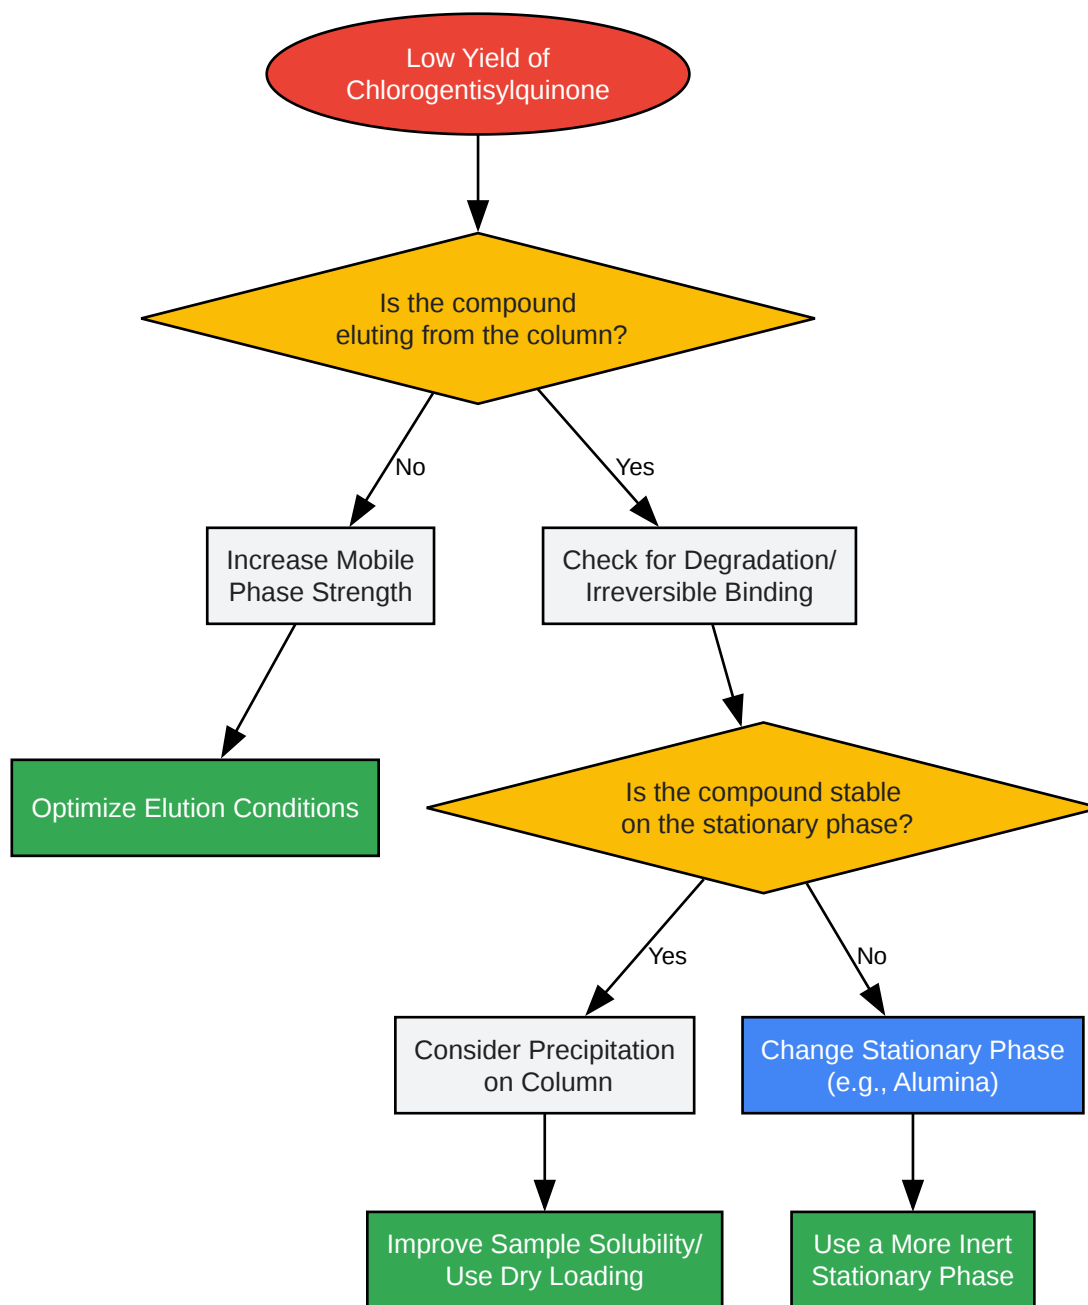 Low Yield of
Chlorogentisylquinone
Is the compound
eluting from the column?
No
Yes
Increase Mobile
Phase Strength
Check for Degradation/
Irreversible Binding
Optimize Elution Conditions
Is the compound stable
on the stationary phase?
Yes
No
Consider Precipitation
on Column
Change Stationary Phase
(e.g., Alumina)
Improve Sample Solubility/
Use Dry Loading
Use a More Inert
Stationary Phase